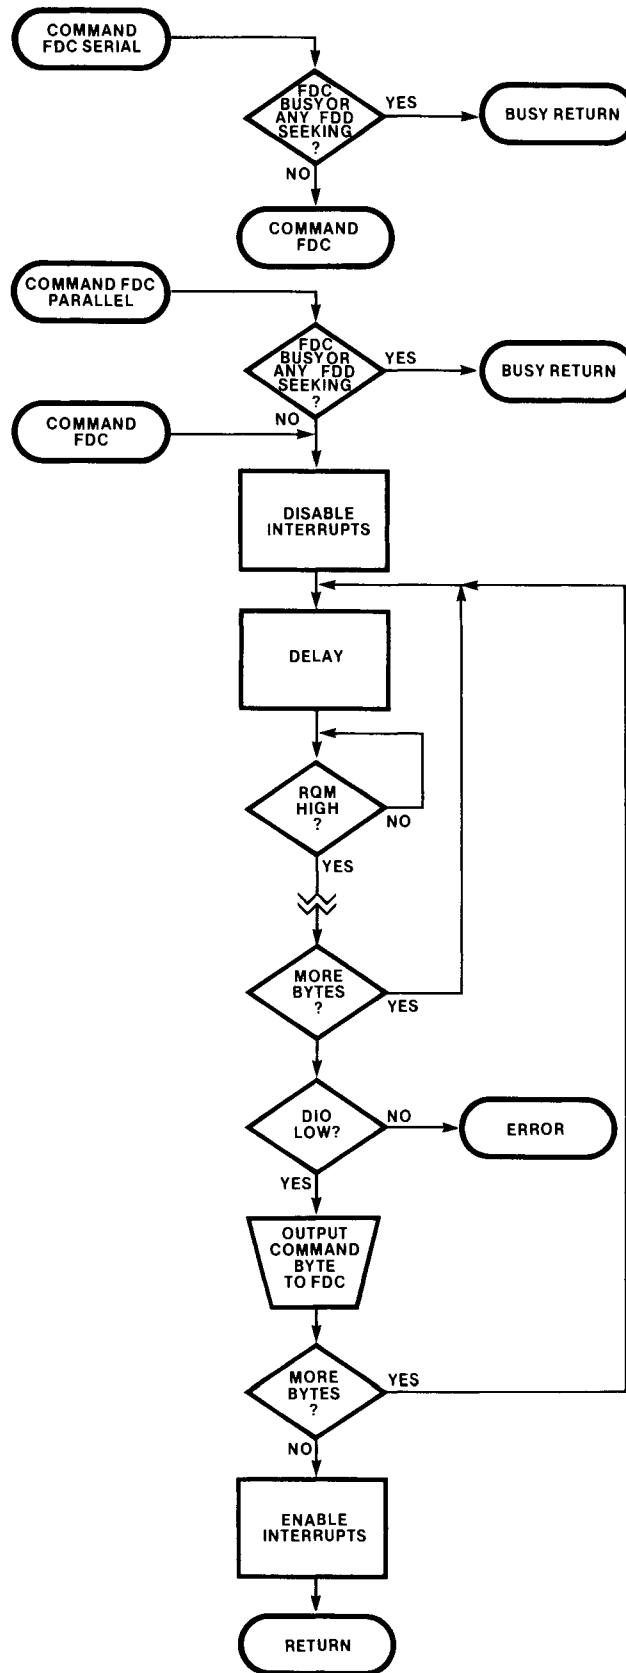 COMMAND
FDC SERIAL
FDC
BUSY OR
ANY FDD
SEEKING
?
YES
BUSY RETURN
NO
COMMAND
FDC
COMMAND FDC
PARALLEL
FDC
BUSY OR
ANY FDD
SEEKING
?
YES
BUSY RETURN
NO
COMMAND
FDC
DISABLE
INTERRUPTS
DELAY
RQM
HIGH
?
NO
YES
MORE
BYTES
?
YES
DIO
LOW?
NO
ERROR
YES
OUTPUT
COMMAND
BYTE
TO FDC
MORE
BYTES
?
YES
NO
ENABLE
INTERRUPTS
RETURN